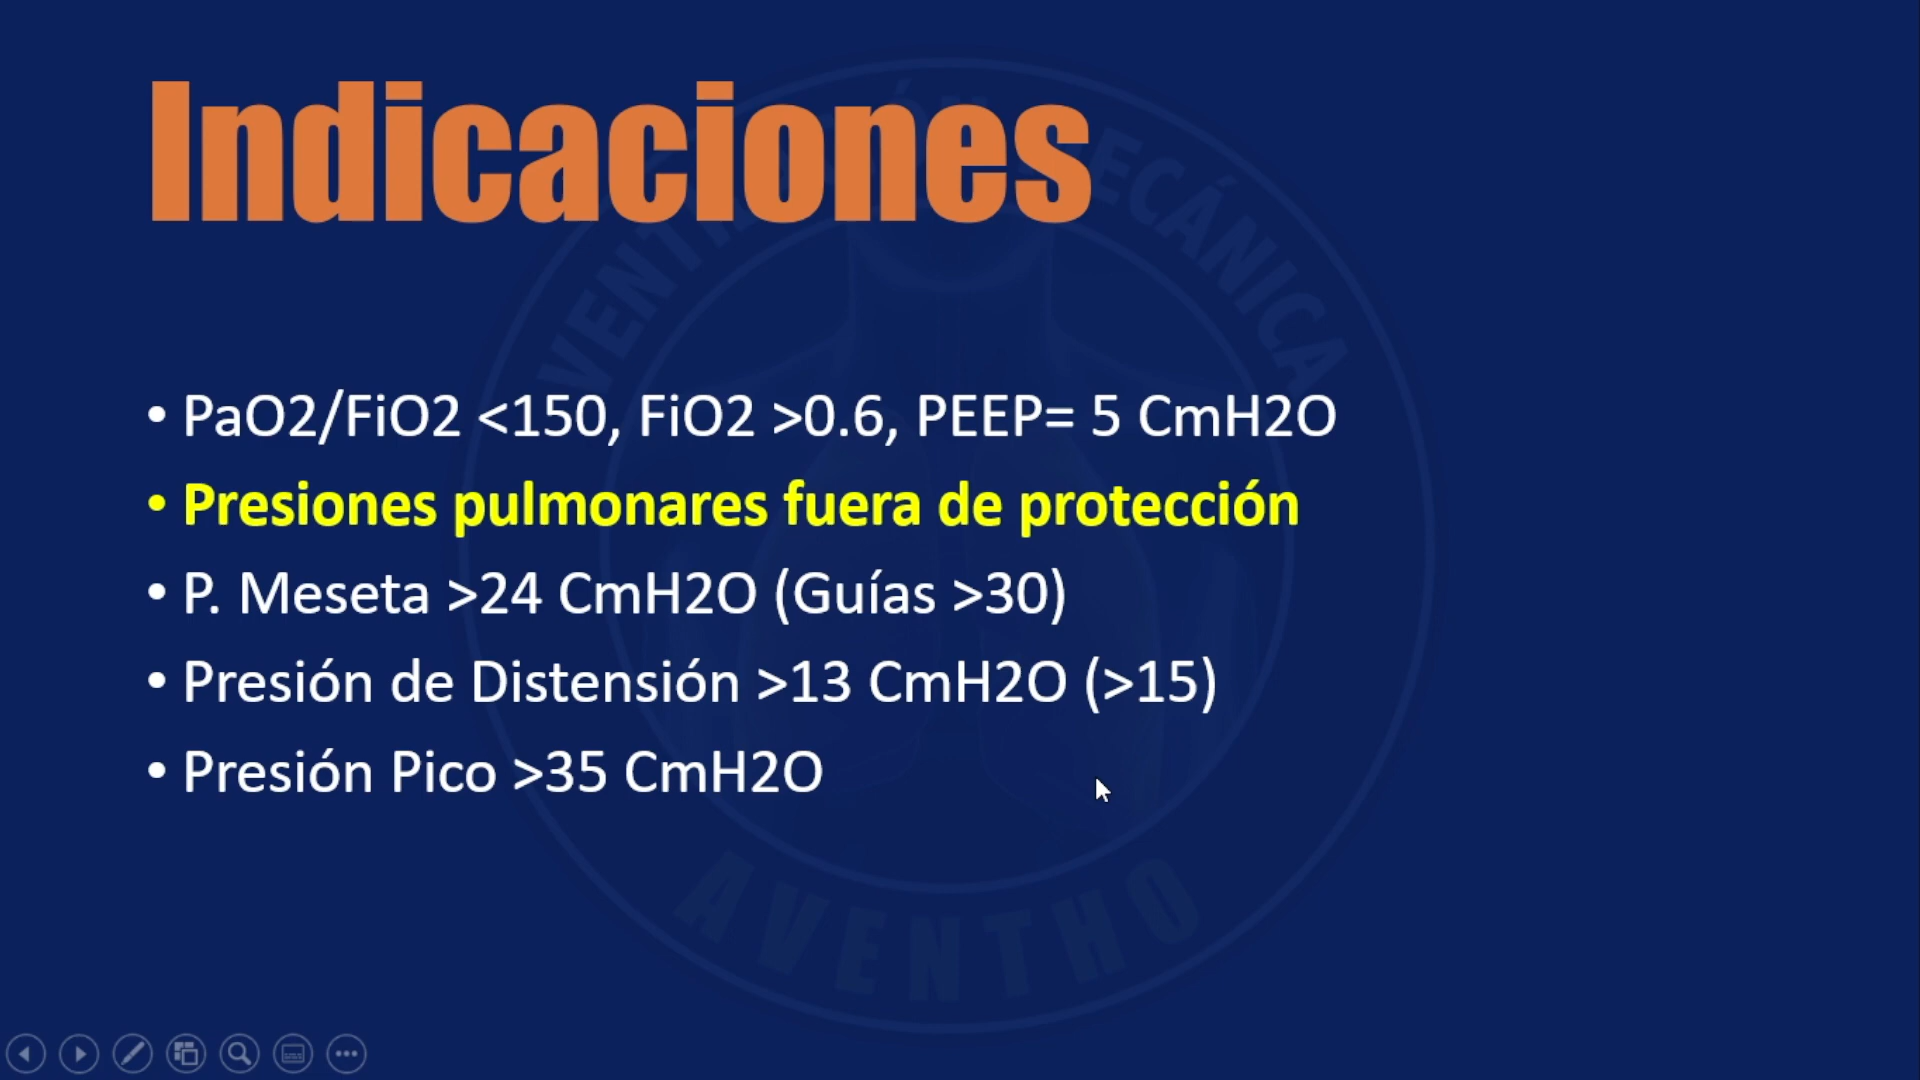 Indicaciones
• PaO2/FiO2 <150, FiO2 >0.6, PEEP= 5 CmH2O
• Presiones pulmonares fuera de protección
• P. Meseta >24 CmH2O (Guías >30)
• Presión de Distensión >13 CmH2O (>15)
• Presión Pico >35 CmH2O
AVENTHO